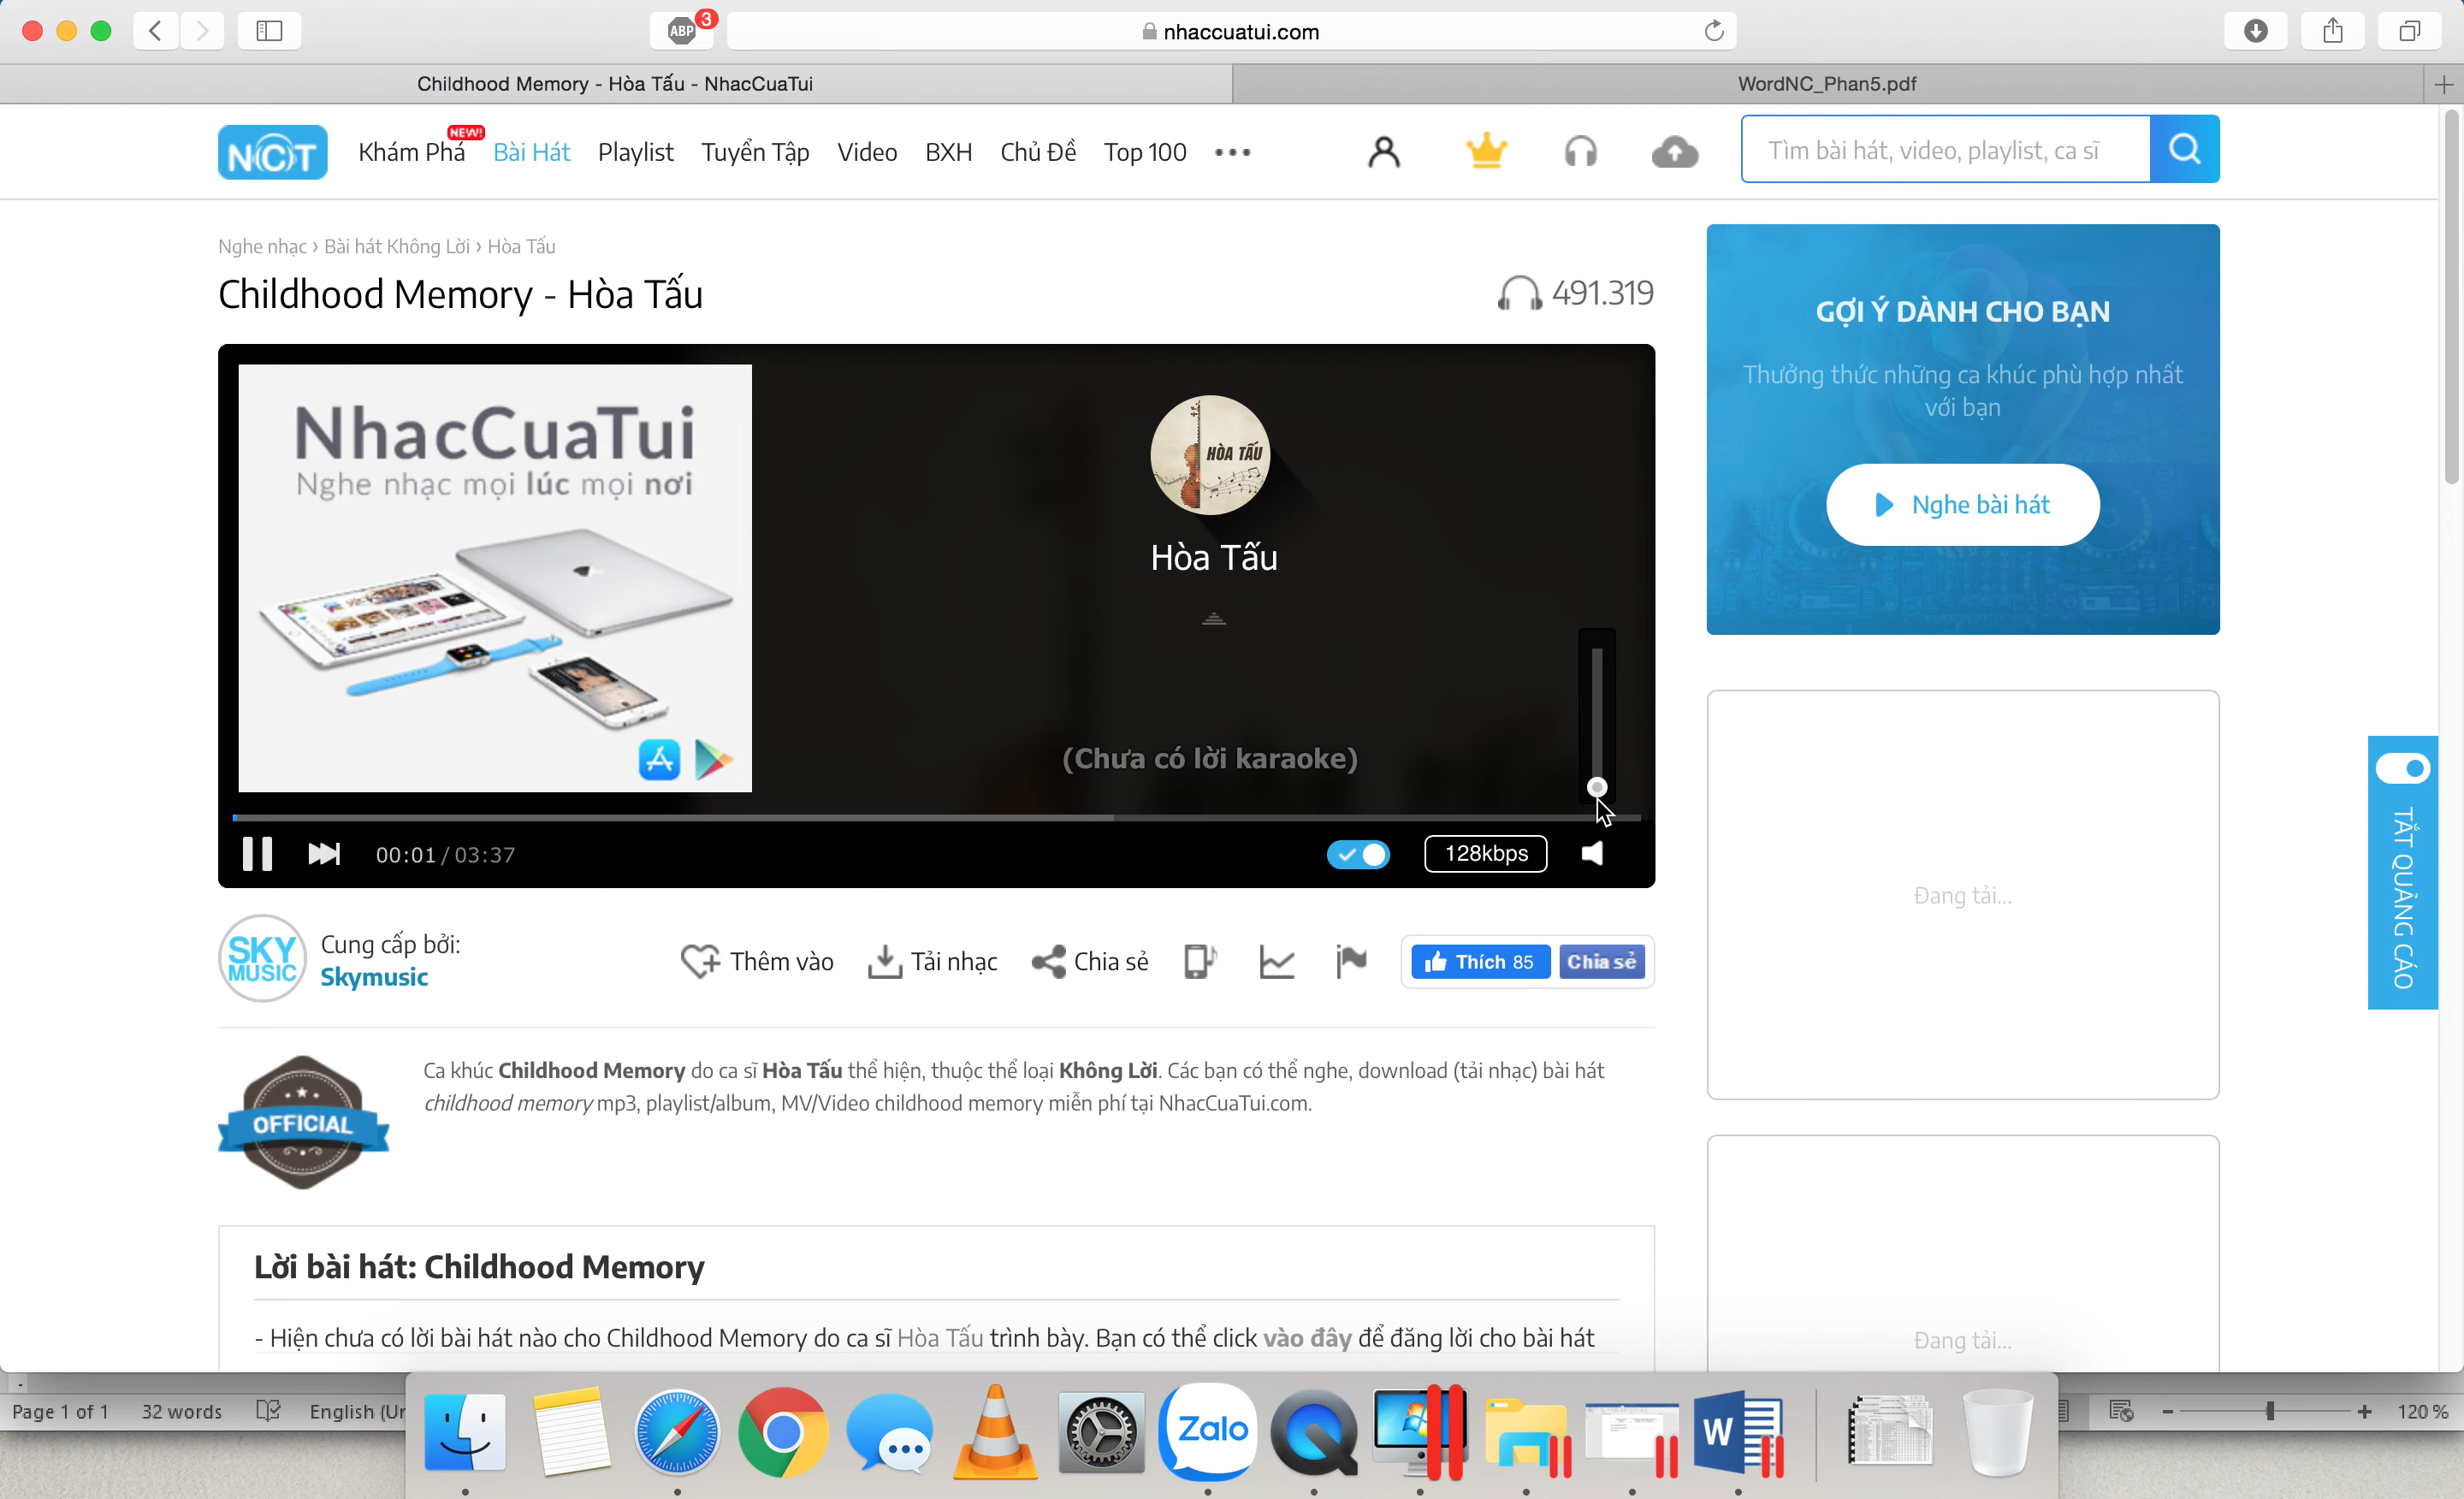 ABP 3
nhaccuatui.com
Childhood Memory - Hòa Tấu - NhacCuaTui
WordNC_Phan5.pdf
NCT
Khám Phá NEW! Bài Hát Playlist Tuyển Tập Video BXH Chủ Đề Top 100
Tìm bài hát, video, playlist, ca sĩ
Nghe nhạc › Bài hát Không Lời › Hòa Tấu
Childhood Memory - Hòa Tấu
491.319
NhacCuaTui
Nghe nhạc mọi lúc mọi nơi
HÒA TẤU
Hòa Tấu
(Chưa có lời karaoke)
00:01 / 03:37
128kbps
GỢI Ý DÀNH CHO BẠN
Thưởng thức những ca khúc phù hợp nhất
với bạn
Nghe bài hát
Đang tải...
TẮT QUẢNG CÁO
SKY
MUSIC
Cung cấp bởi:
Skymusic
Thêm vào
Tải nhạc
Chia sẻ
Thích 85
Chia sẻ
OFFICIAL
Ca khúc Childhood Memory do ca sĩ Hòa Tấu thể hiện, thuộc thể loại Không Lời. Các bạn có thể nghe, download (tải nhạc) bài hát
childhood memory mp3, playlist/album, MV/Video childhood memory miễn phí tại NhacCuaTui.com.
Lời bài hát: Childhood Memory
- Hiện chưa có lời bài hát nào cho Childhood Memory do ca sĩ Hòa Tấu trình bày. Bạn có thể click vào đây để đăng lời cho bài hát
Đang tải...
Page 1 of 1 32 words English (Ur
Zalo
W
120 %